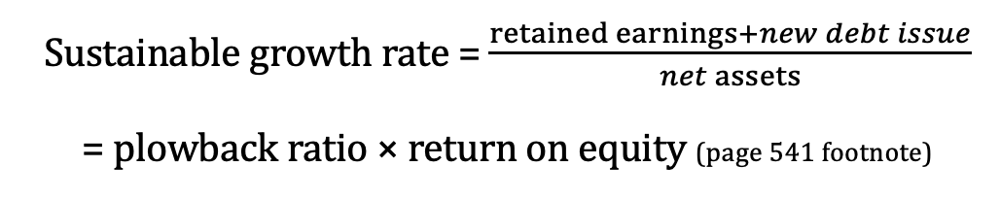 Sustainable growth rate = retained earnings+new debt issue / net assets
= plowback ratio × return on equity (page 541 footnote)